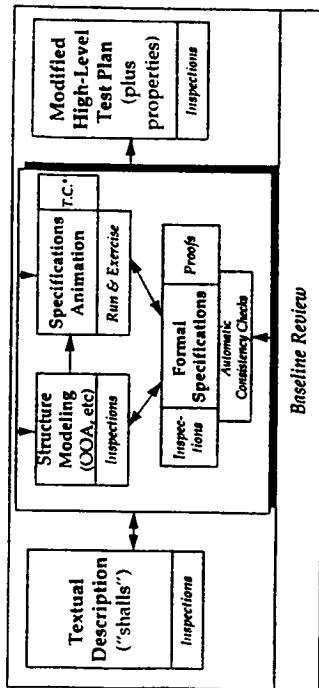 Textual
Description
("shalls")
Inspections
Structure
Modeling
(OOA, etc)
Inspections
Specifications
Animation
T.C.*
Run & Exercise
Inspec-
tions
Formal
Specifications
Proofs
Automatic
Consistency Checks
Modified
High-Level
Test Plan
(plus
properties)
Inspections
Baseline Review